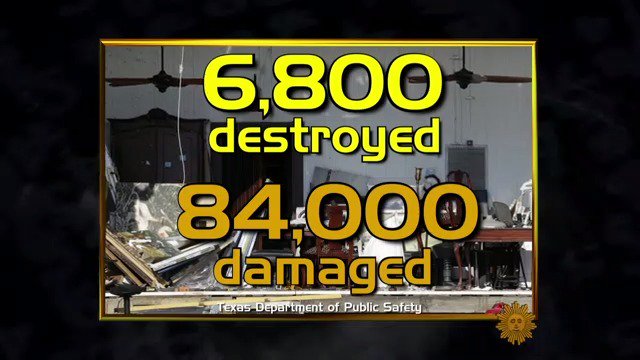 6,800
destroyed
84,000
damaged
Texas Department of Public Safety